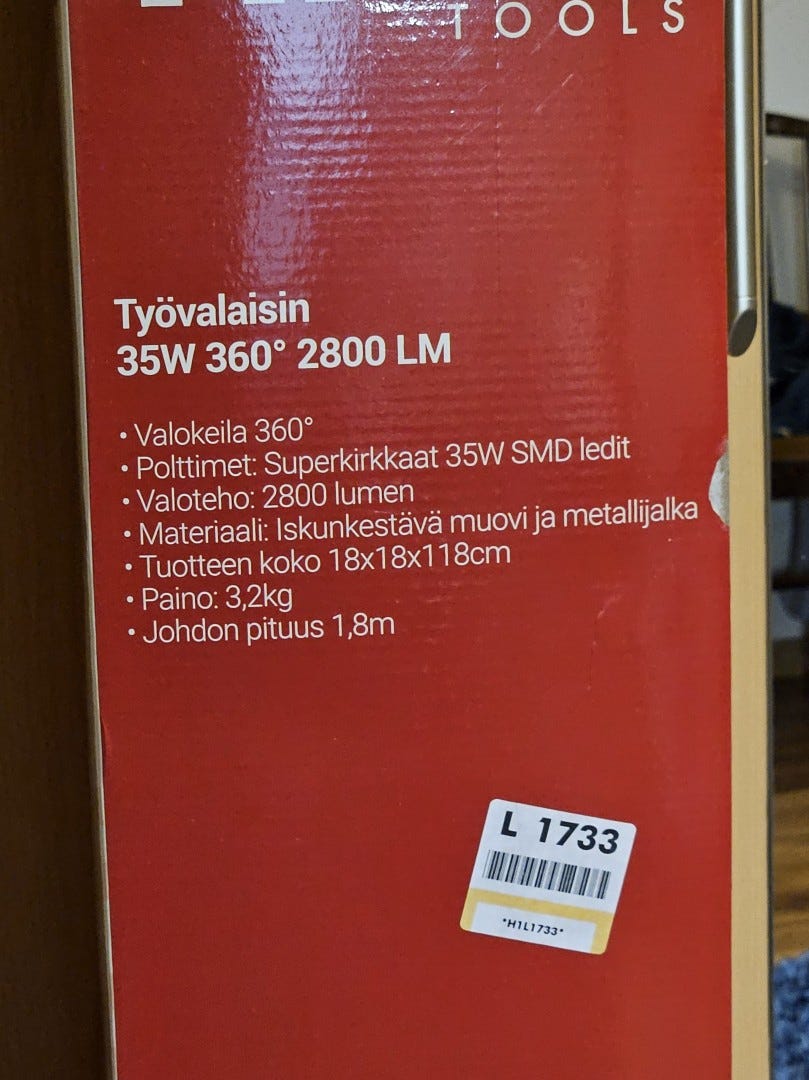 TOOLS
Työvalaisin
35W 360° 2800 LM
• Valokeila 360°
• Polttimet: Superkirkkaat 35W SMD ledit
• Valoteho: 2800 lumen
• Materiaali: Iskunkestävä muovi ja metallijalka
• Tuotteen koko 18x18x118cm
• Paino: 3,2kg
• Johdon pituus 1,8m
L 1733
*H1L1733*